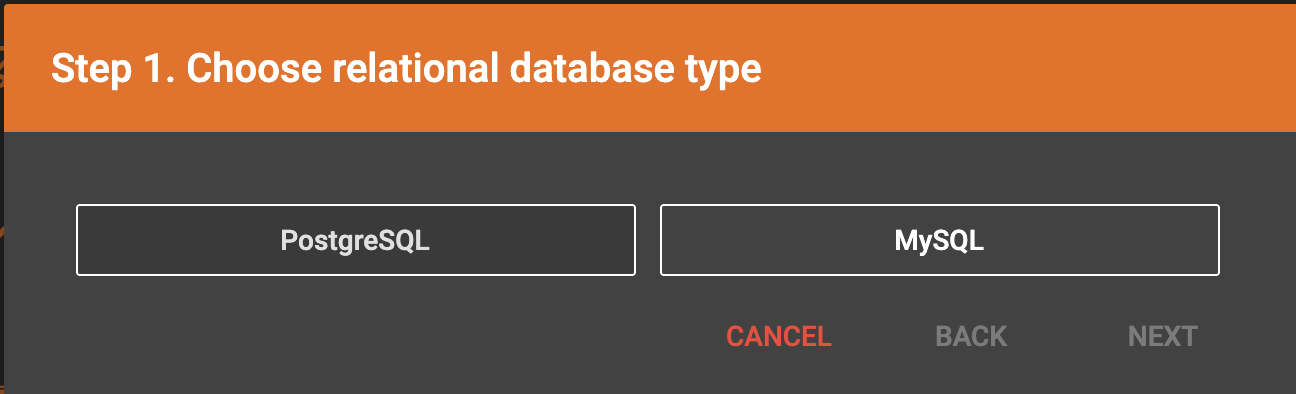 Step 1. Choose relational database type
PostgreSQL MySQL
CANCEL BACK NEXT